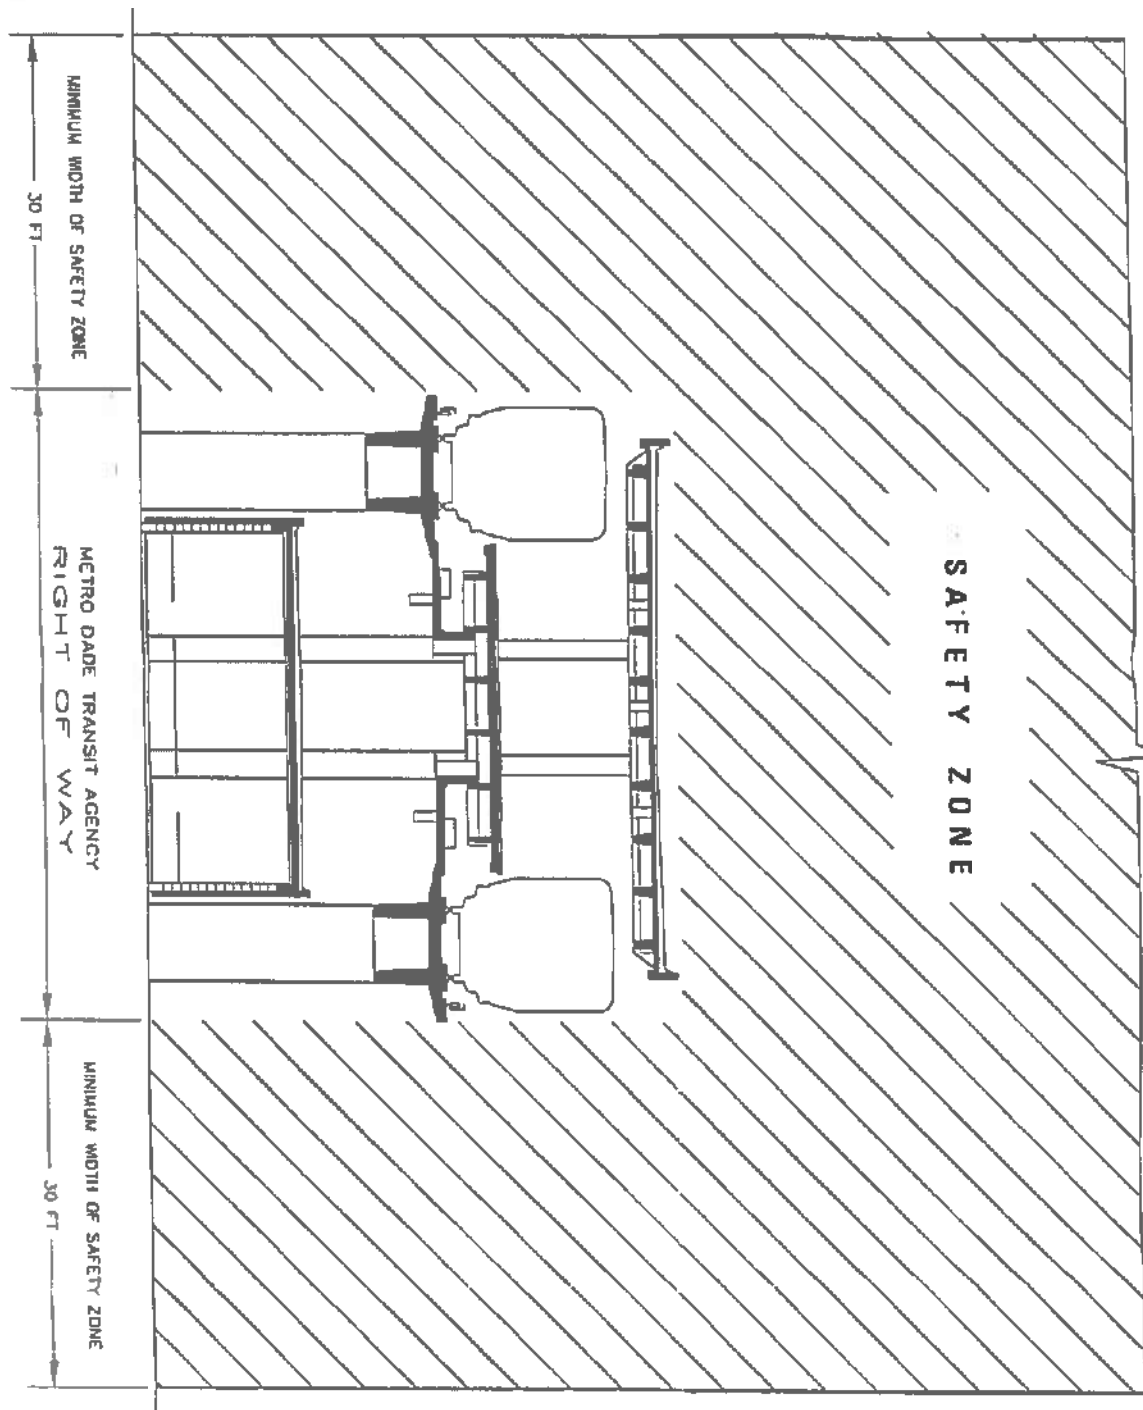 MINIMUM WIDTH OF SAFETY ZONE
30 FT
METRO DADE TRANSIT AGENCY
RIGHT OF WAY
MINIMUM WIDTH OF SAFETY ZONE
30 FT
SAFETY ZONE